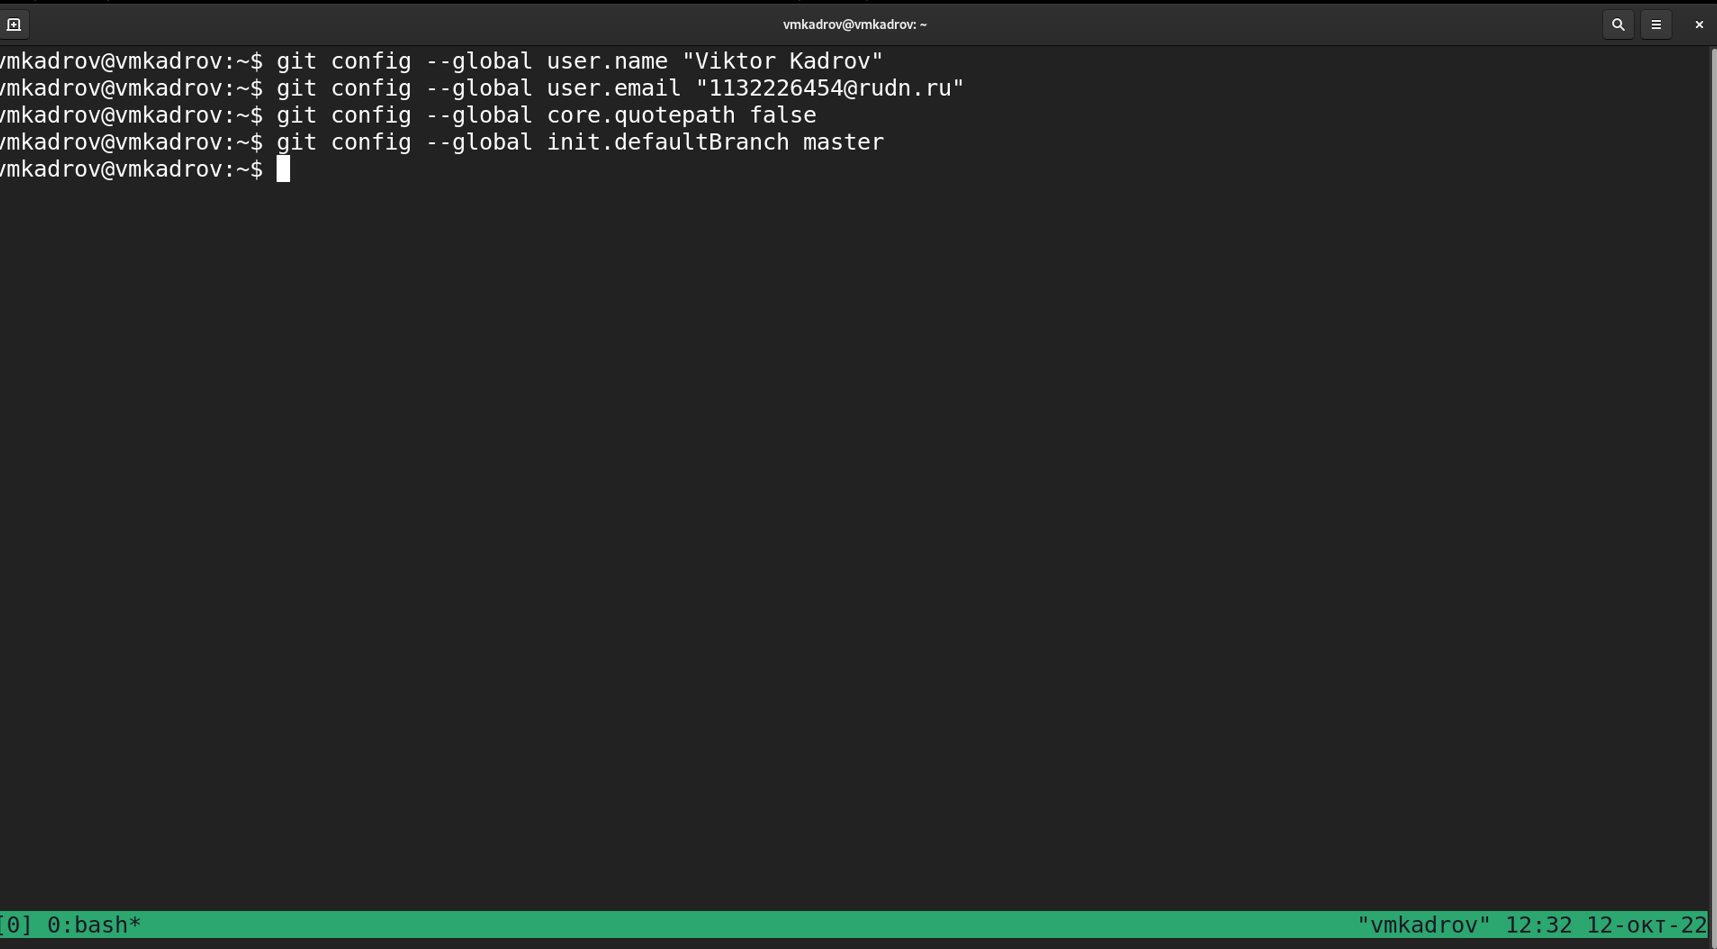 vmkadrov@vmkadrov: ~
vmkadrov@vmkadrov:~$ git config --global user.name "Viktor Kadrov"
vmkadrov@vmkadrov:~$ git config --global user.email "1132226454@rudn.ru"
vmkadrov@vmkadrov:~$ git config --global core.quotepath false
vmkadrov@vmkadrov:~$ git config --global init.defaultBranch master
vmkadrov@vmkadrov:~$
[0] 0:bash* "vmkadrov" 12:32 12-окт-22